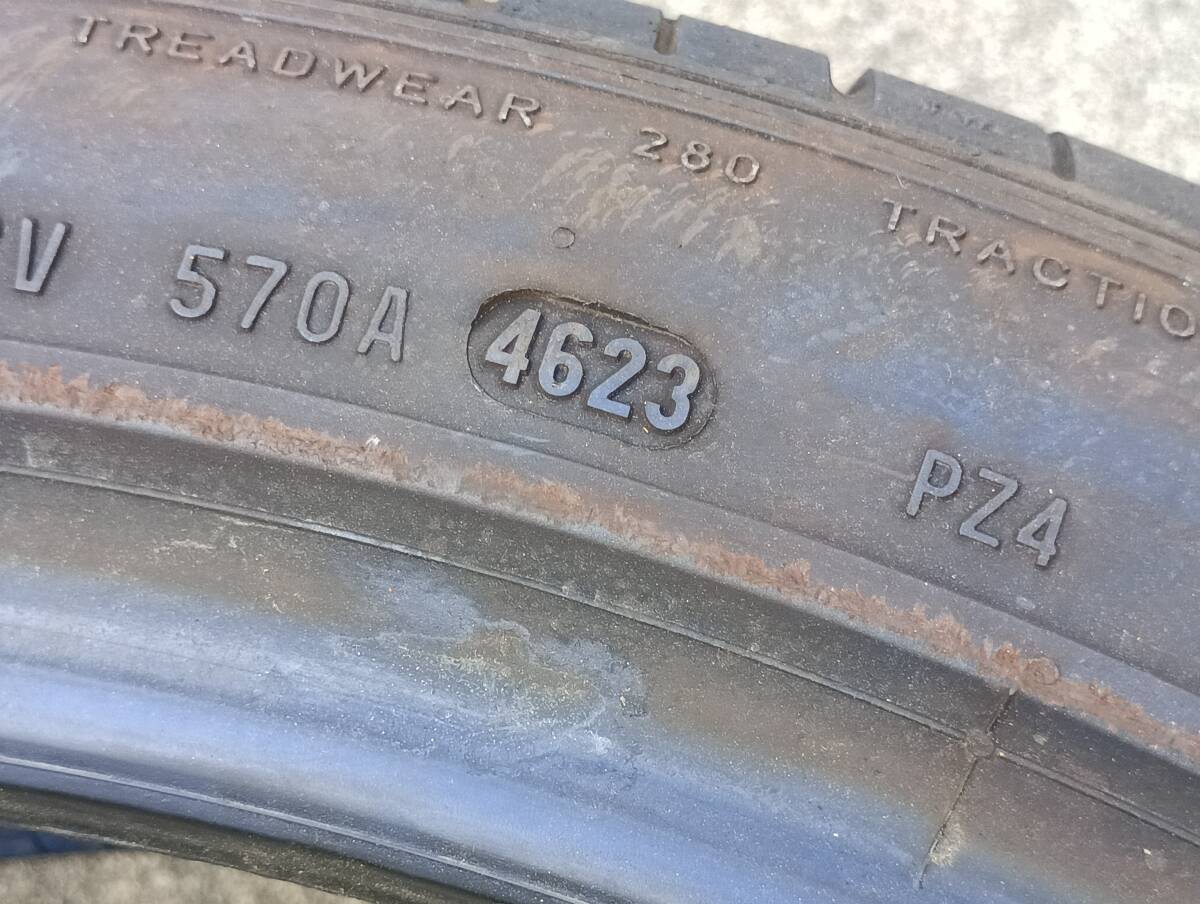 TREADWEAR 280 TRACTIO
V 570A 4623
PZ4